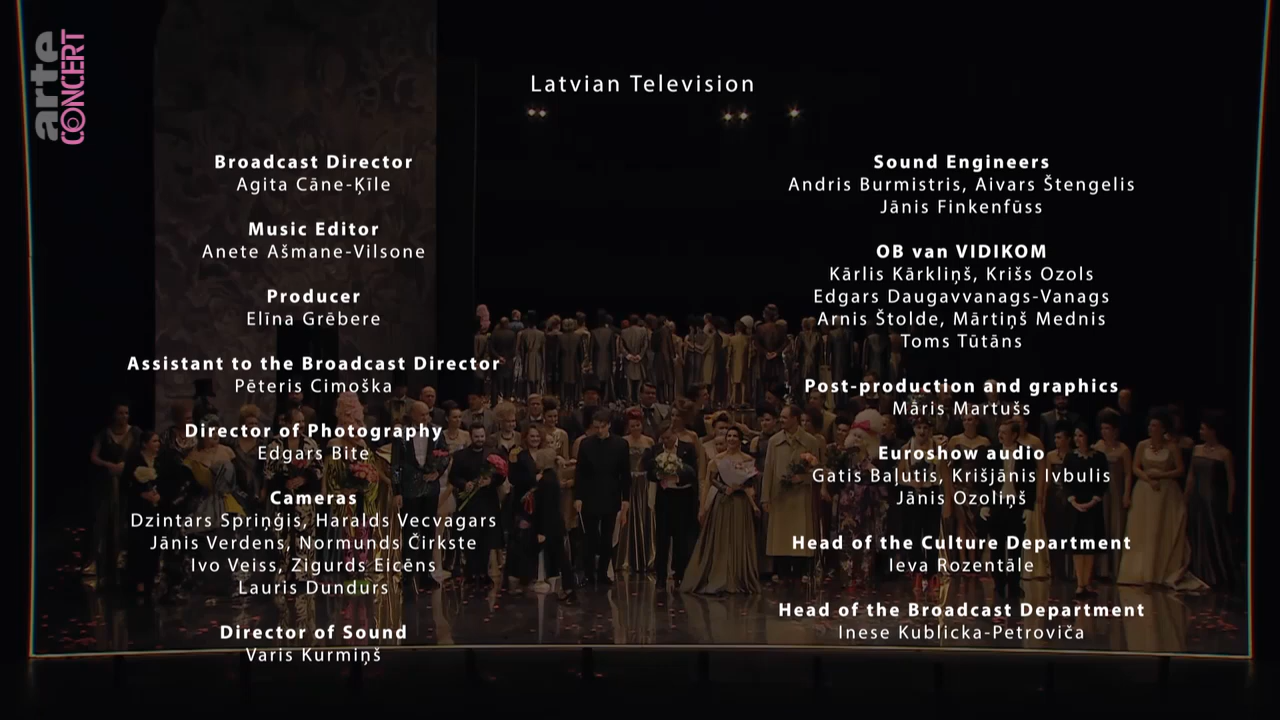 arte
CONCERT
Latvian Television
Broadcast Director
Agita Cāne-Ķīle
Music Editor
Anete Ašmane-Vilsone
Producer
Elīna Grēbere
Assistant to the Broadcast Director
Pēteris Cimoška
Director of Photography
Edgars Bite
Cameras
Dzintars Spriņģis, Haralds Vecvagars
Jānis Verdens, Normunds Čirkste
Ivo Veiss, Zigurds Eicēns
Lauris Dundurs
Director of Sound
Varis Kurmiņš
Sound Engineers
Andris Burmistris, Aivars Štengelis
Jānis Finkenfūss
OB van VIDIKOM
Kārlis Kārkliņš, Krišs Ozols
Edgars Daugavvanags-Vanags
Arnis Štolde, Mārtiņš Mednis
Toms Tūtāns
Post-production and graphics
Māris Martušs
Euroshow audio
Gatis Baļutis, Krišjānis Ivbulis
Jānis Ozoliņš
Head of the Culture Department
Ieva Rozentāle
Head of the Broadcast Department
Inese Kublicka-Petroviča